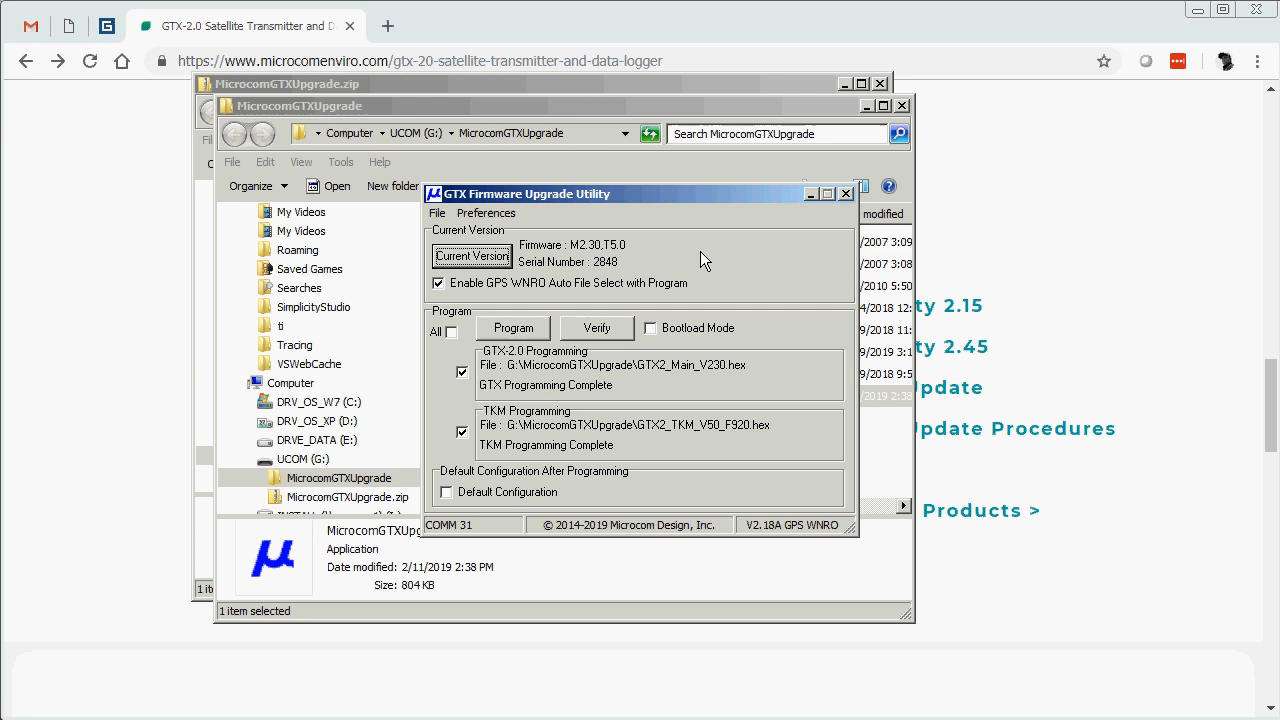 GTX-2.0 Satellite Transmitter and D
https://www.microcomenviro.com/gtx-20-satellite-transmitter-and-data-logger
MicrocomGTXUpgrade.zip
MicrocomGTXUpgrade
Computer UCOM (G:) MicrocomGTXUpgrade
Search MicrocomGTXUpgrade
File Edit View Tools Help
Organize Open New folder
modified
My Videos
My Videos
Roaming
Saved Games
Searches
SimplicityStudio
ti
Tracing
VSWebCache
Computer
DRV_OS_W7 (C:)
DRV_OS_XP (D:)
DRVE_DATA (E:)
UCOM (G:)
MicrocomGTXUpgrade
MicrocomGTXUpgrade.zip
/2007 3:09
/2007 3:08
/2010 5:50
4/2018 12:
9/2018 11:
9/2019 3:1
9/2018 9:5
/2019 2:38
GTX Firmware Upgrade Utility
File Preferences
Current Version
Current Version
Firmware : M2.30,T5.0
Serial Number : 2848
Enable GPS WNRO Auto File Select with Program
Program
All Program Verify Bootload Mode
GTX-2.0 Programming
File : G:\MicrocomGTXUpgrade\GTX2_Main_V230.hex
GTX Programming Complete
TKM Programming
File : G:\MicrocomGTXUpgrade\GTX2_TKM_V50_F920.hex
TKM Programming Complete
Default Configuration After Programming
Default Configuration
COMM 31 © 2014-2019 Microcom Design, Inc. V2.18A GPS WNRO
MicrocomGTXUpg
Application
Date modified: 2/11/2019 2:38 PM
Size: 804 KB
1 item selected
1 ite
ty 2.15
ty 2.45
Update
Update Procedures
Products >